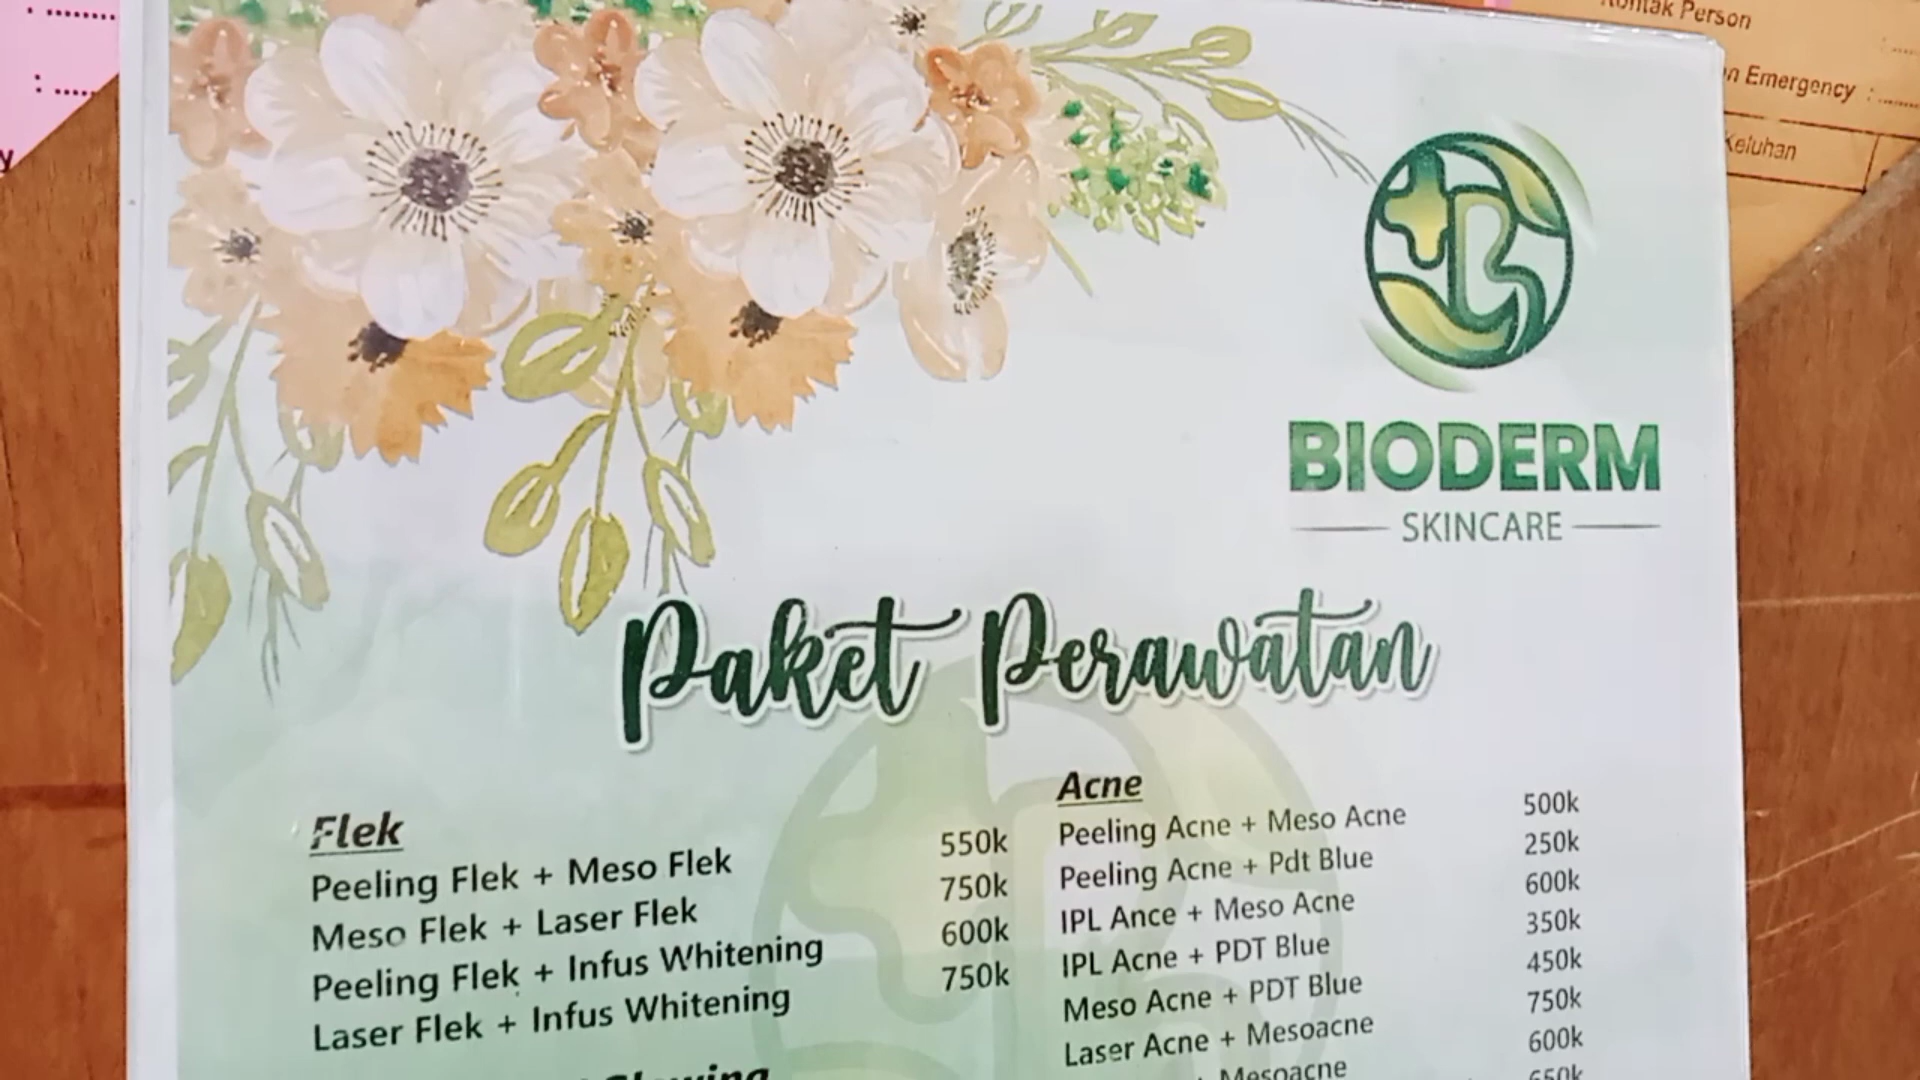 Person
Emergency :
Keluhan
BIODERM
SKINCARE
Paket Perawatan
Flek
Peeling Flek + Meso Flek 550k
Meso Flek + Laser Flek 750k
Peeling Flek + Infus Whitening 600k
Laser Flek + Infus Whitening 750k
Acne
Peeling Acne + Meso Acne 500k
Peeling Acne + Pdt Blue 250k
IPL Ance + Meso Acne 600k
IPL Acne + PDT Blue 350k
Meso Acne + PDT Blue 450k
Laser Acne + Mesoacne 750k
Mesoacne 600k
650k